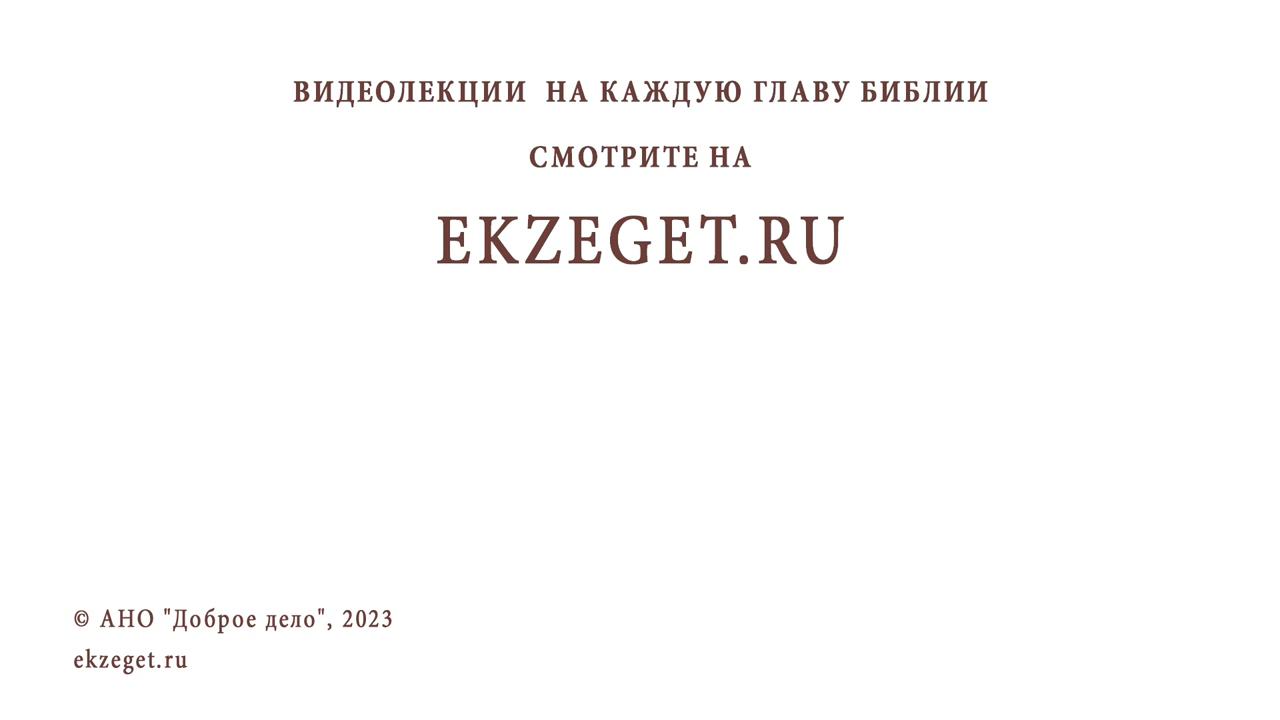 ВИДЕОЛЕКЦИИ НА КАЖДУЮ ГЛАВУ БИБЛИИ
СМОТРИТЕ НА
EKZEGET.RU
© АНО "Доброе дело", 2023
ekzeget.ru